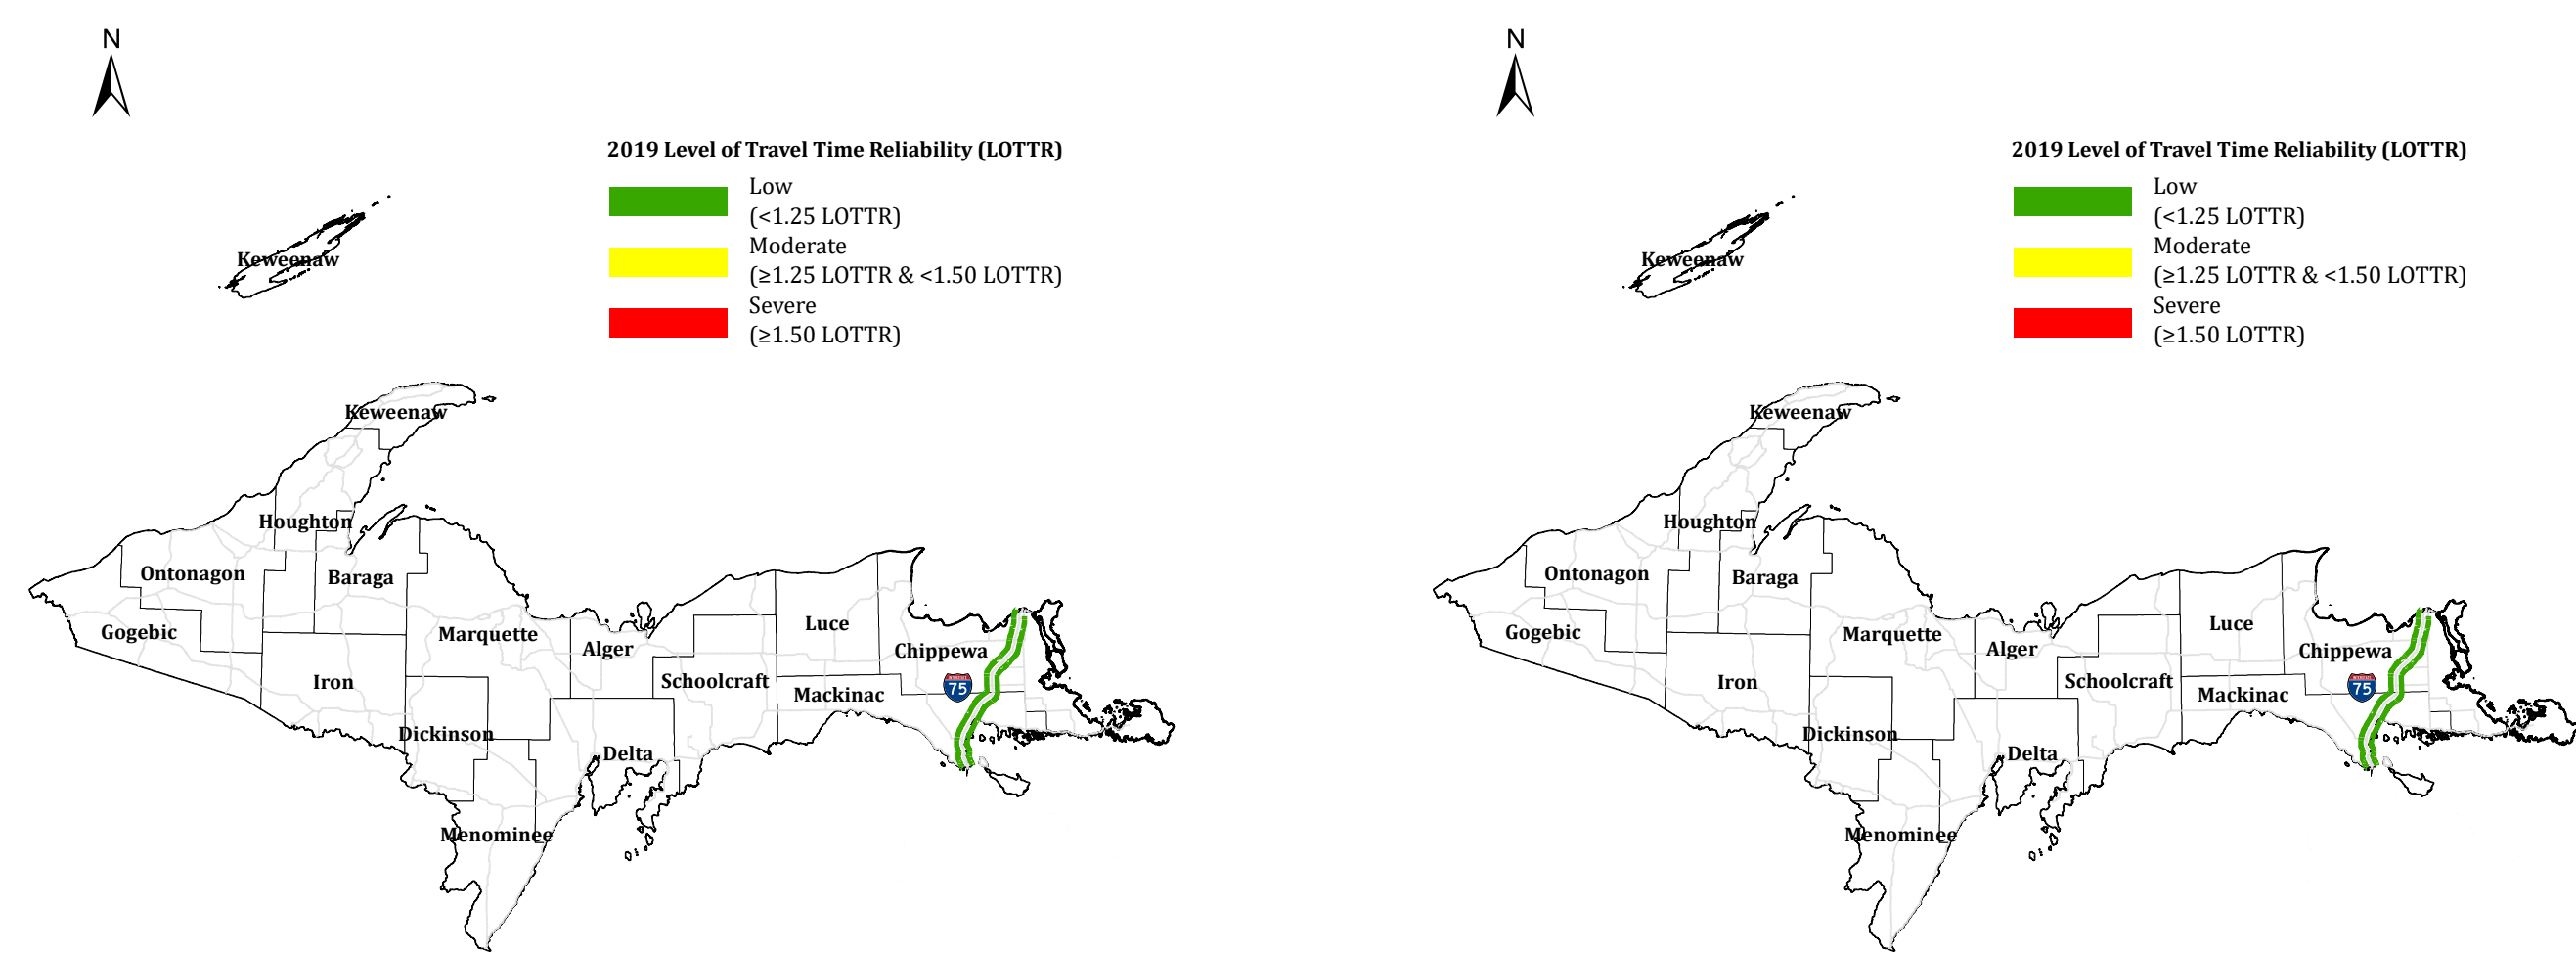 N
2019 Level of Travel Time Reliability (LOTTR)
Low
(<1.25 LOTTR)
Moderate
(≥1.25 LOTTR & <1.50 LOTTR)
Severe
(≥1.50 LOTTR)
Keweenaw
Keweenaw
Houghton
Ontonagon
Baraga
Gogebic
Marquette
Alger
Luce
Chippewa
Iron
Schoolcraft
Mackinac
75
Dickinson
Delta
Menominee
N
2019 Level of Travel Time Reliability (LOTTR)
Low
(<1.25 LOTTR)
Moderate
(≥1.25 LOTTR & <1.50 LOTTR)
Severe
(≥1.50 LOTTR)
Keweenaw
Keweenaw
Houghton
Ontonagon
Baraga
Gogebic
Marquette
Alger
Luce
Chippewa
Iron
Schoolcraft
Mackinac
75
Dickinson
Delta
Menominee